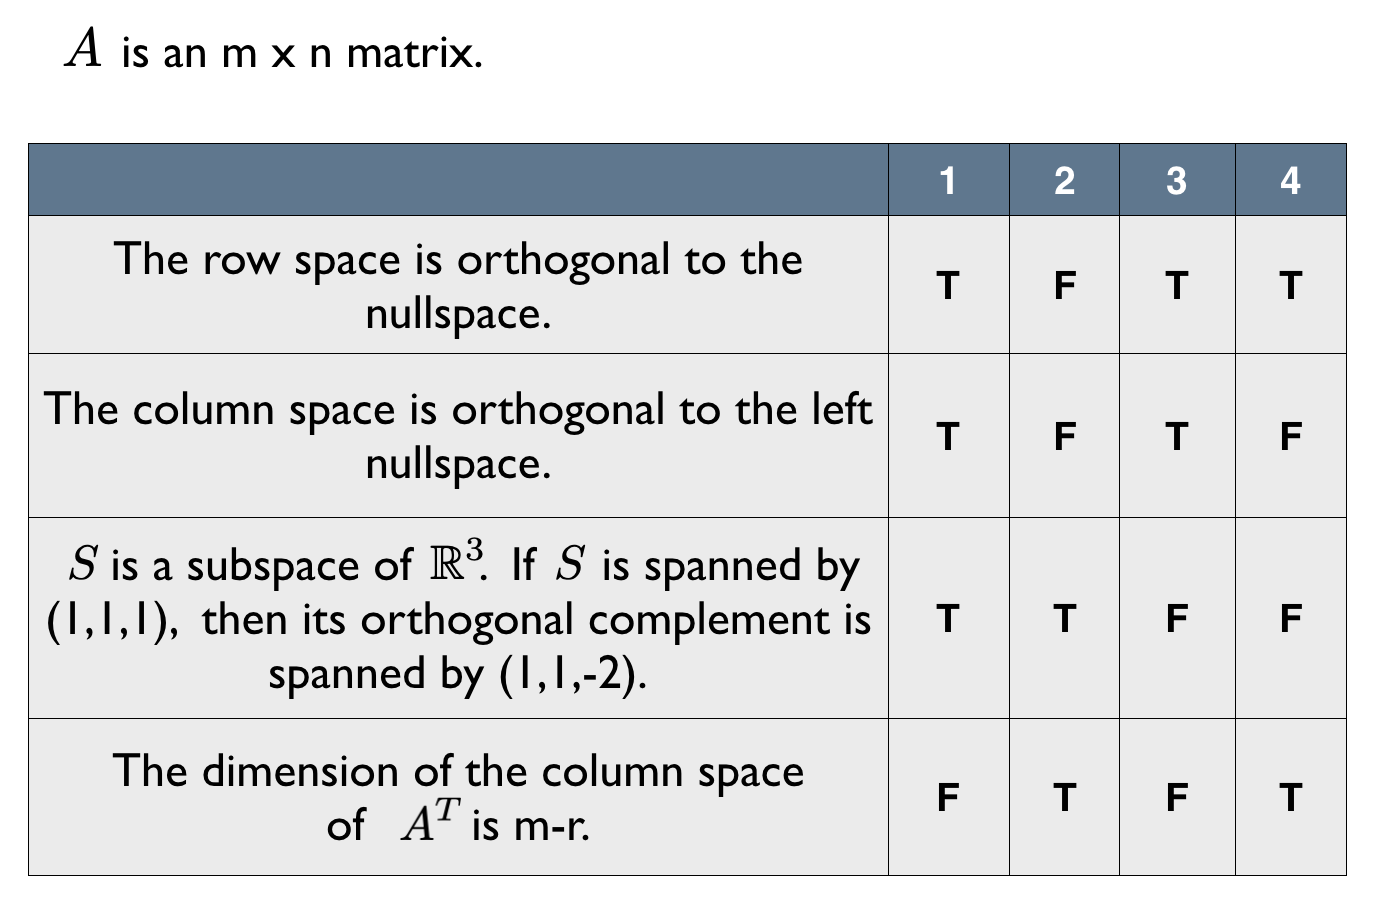 A is an m x n matrix.
1 2 3 4
The row space is orthogonal to the
nullspace.
T F T T
The column space is orthogonal to the left
nullspace.
T F T F
S is a subspace of ℝ³. If S is spanned by
(1,1,1), then its orthogonal complement is
spanned by (1,1,-2).
T T F F
The dimension of the column space
of Aᵀ is m-r.
F T F T